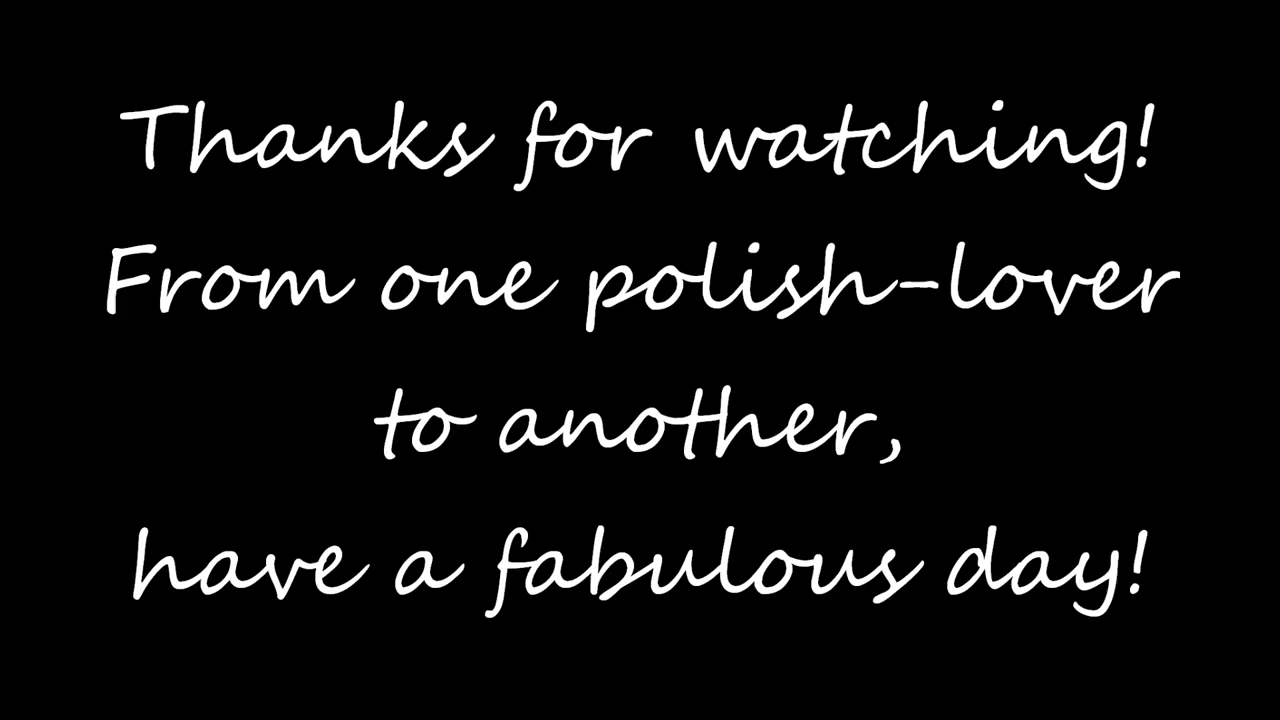 Thanks for watching!
From one polish-lover
to another,
have a fabulous day!